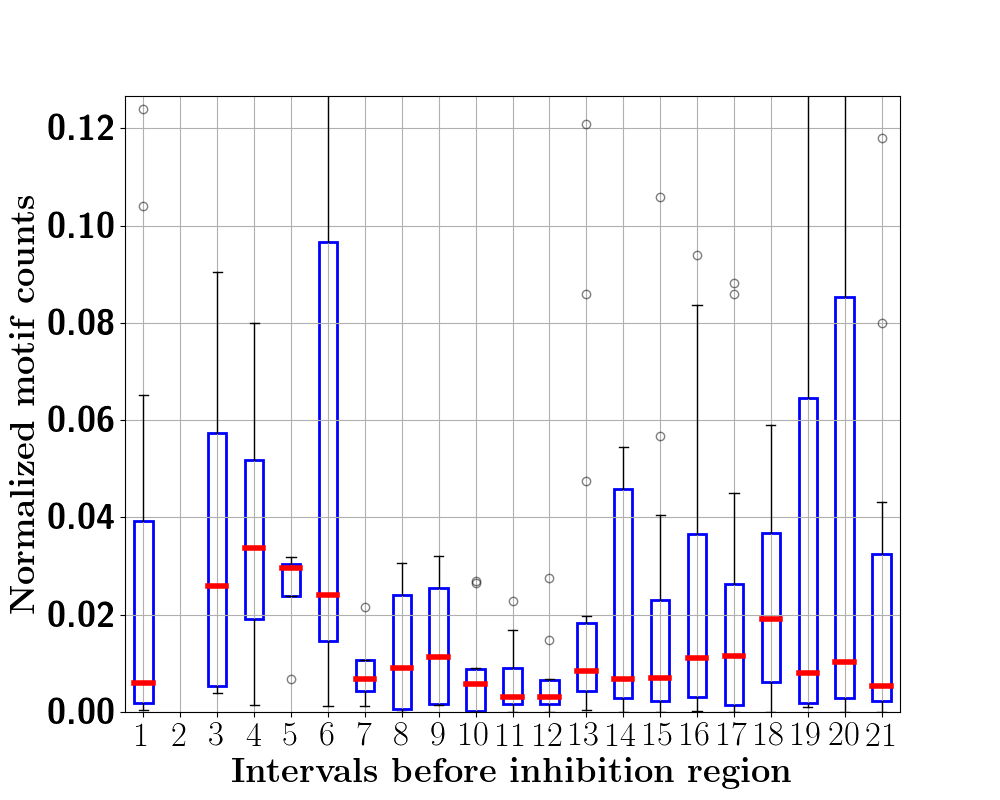 0.12
0.10
0.08
0.06
0.04
0.02
0.00
Normalized motif counts
1 2 3 4 5 6 7 8 9 10 11 12 13 14 15 16 17 18 19 20 21
Intervals before inhibition region